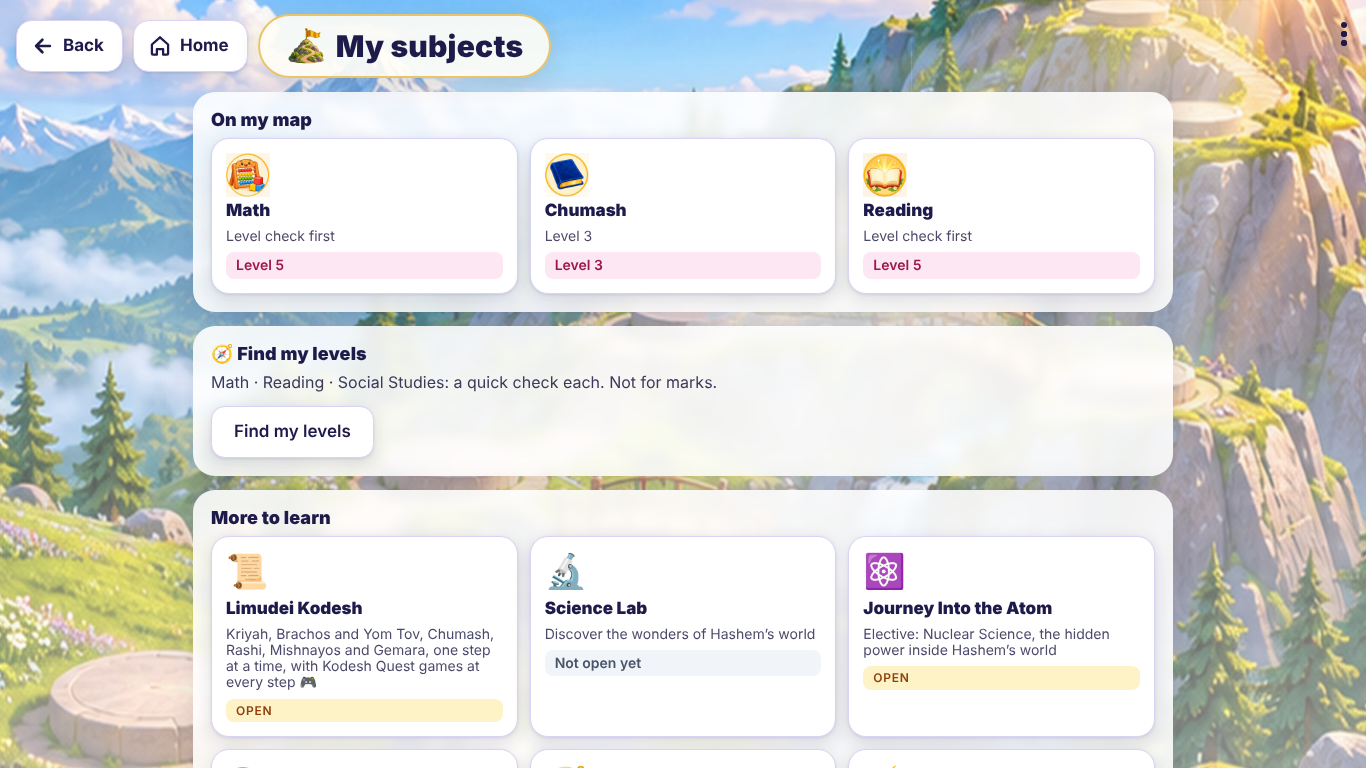 Back
Home
My subjects
On my map
Math
Level check first
Level 5
Chumash
Level 3
Level 3
Reading
Level check first
Level 5
Find my levels
Math · Reading · Social Studies: a quick check each. Not for marks.
Find my levels
More to learn
Limudei Kodesh
Kriyah, Brachos and Yom Tov, Chumash,
Rashi, Mishnayos and Gemara, one step
at a time, with Kodesh Quest games at
every step 🎮
OPEN
Science Lab
Discover the wonders of Hashem’s world
Not open yet
Journey Into the Atom
Elective: Nuclear Science, the hidden
power inside Hashem’s world
OPEN